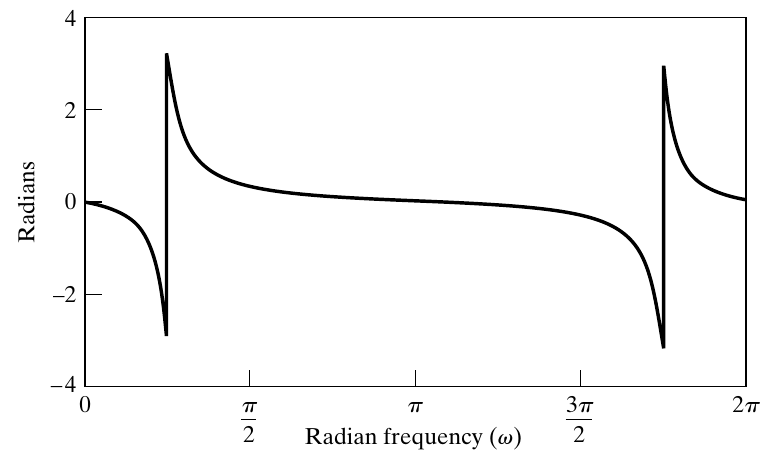 4
2
0
−2
−4
Radians
0
π/2
π
3π/2
2π
Radian frequency (ω)